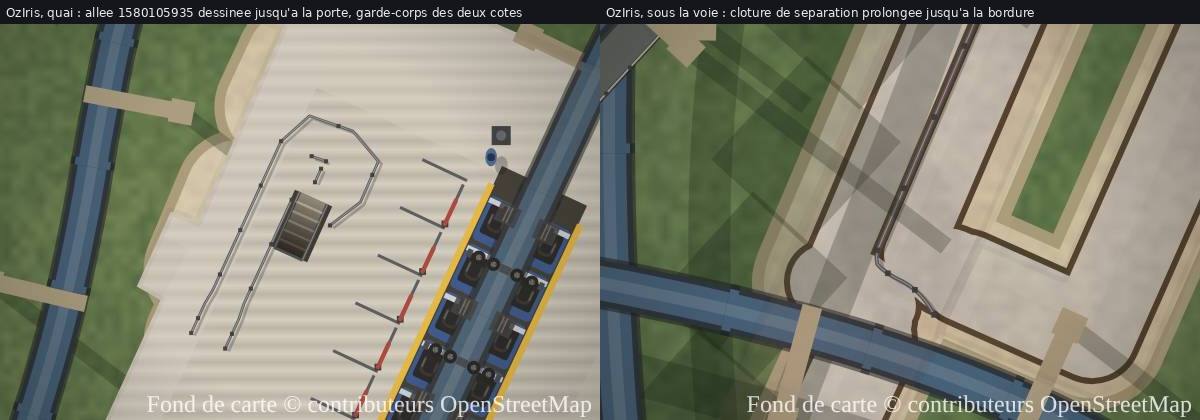 OzIris, quai : allee 1580105935 dessinee jusqu'a la porte, garde-corps des deux cotes
OzIris, sous la voie : cloture de separation prolongee jusqu'a la bordure
Fond de carte © contributeurs OpenStreetMap
Fond de carte © contributeurs OpenStreetMap